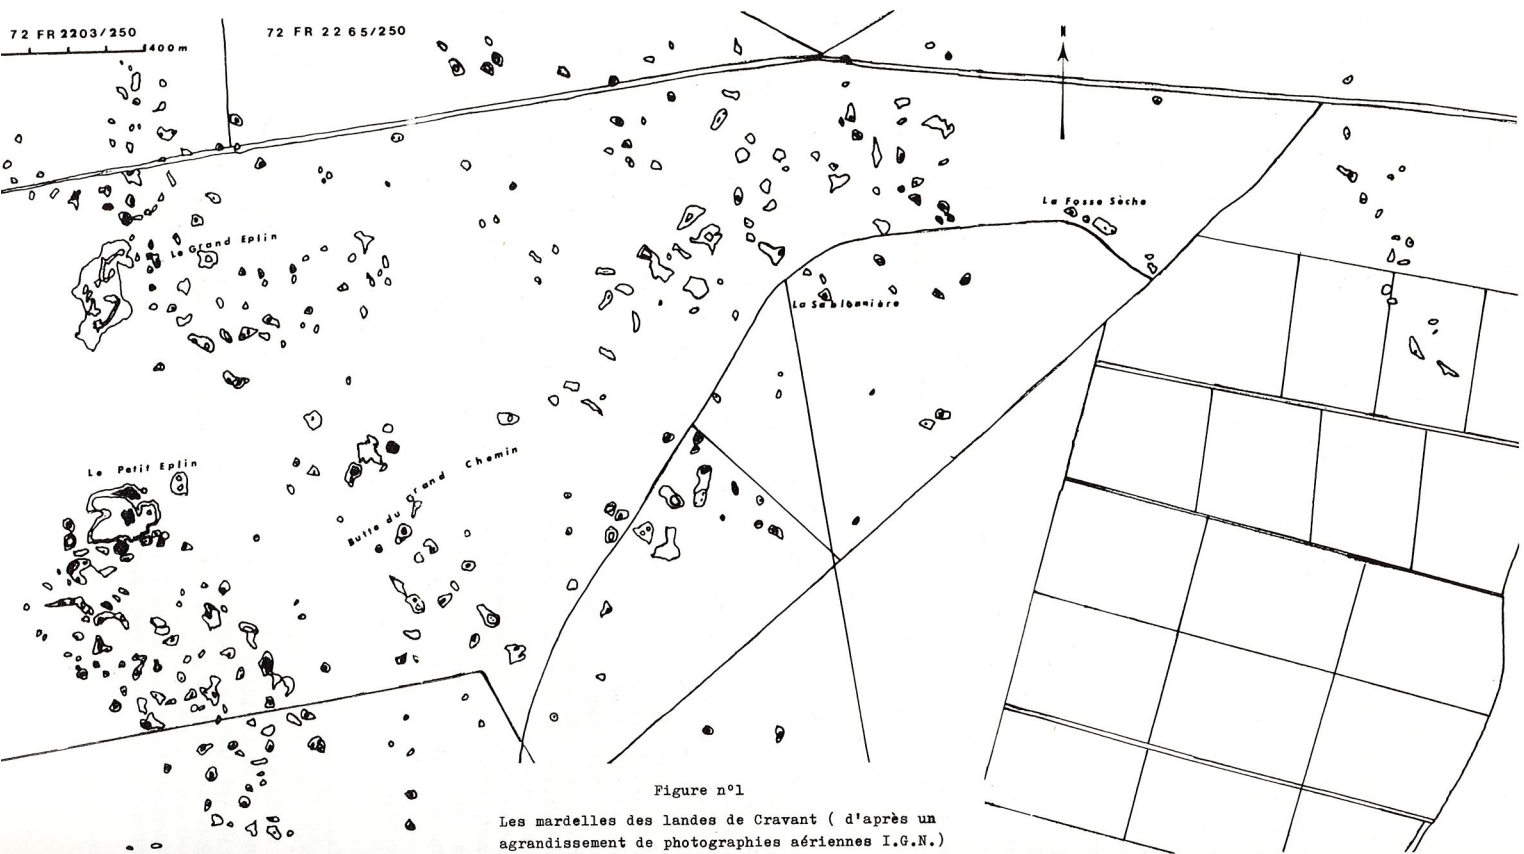 72 FR 2203/250
400 m
72 FR 22 65/250
N
La Fosse Sèche
Le Grand Eplin
La Sablonnière
Le Petit Eplin
Butte du Grand Chemin
Figure n°1
Les mardelles des landes de Cravant ( d'après un
agrandissement de photographies aériennes I.G.N.)